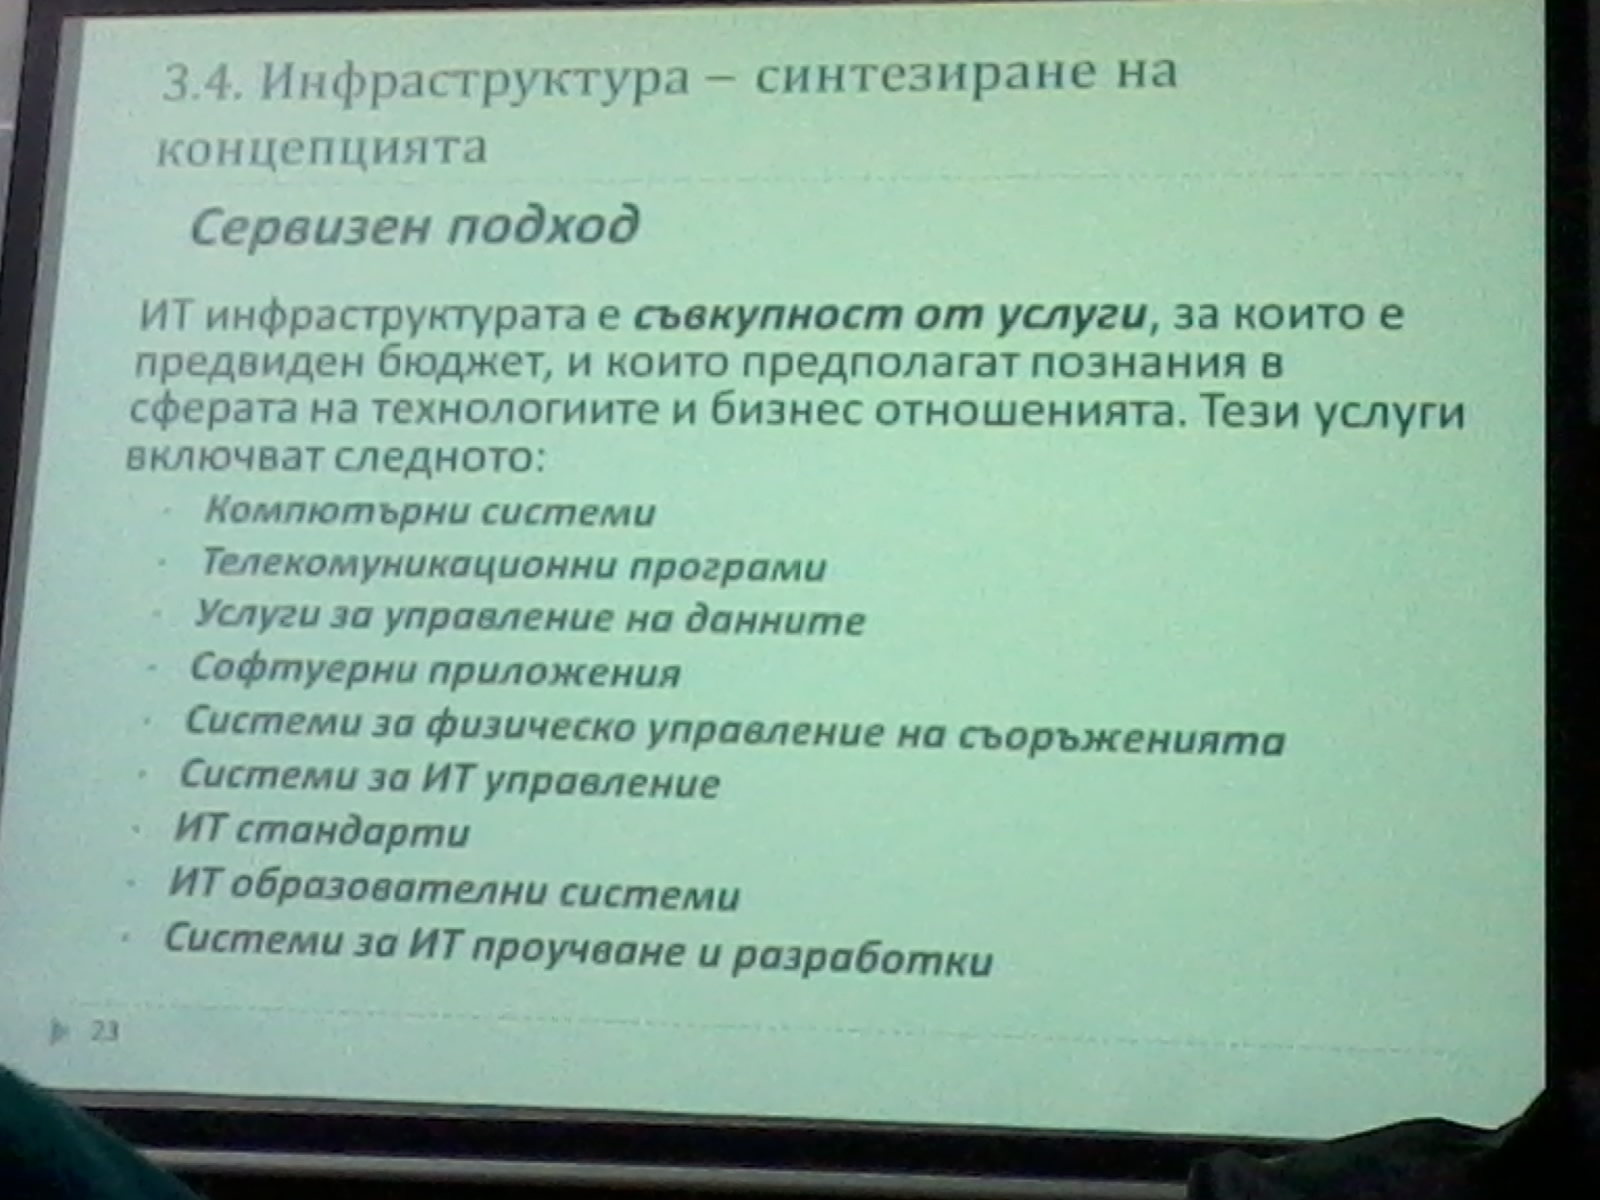 3.4. Инфраструктура – синтезиране на
концепцията
Сервизен подход
ИТ инфраструктурата е съвкупност от услуги, за които е
предвиден бюджет, и които предполагат познания в
сферата на технологиите и бизнес отношенията. Тези услуги
включват следното:
· Компютърни системи
· Телекомуникационни програми
· Услуги за управление на данните
· Софтуерни приложения
· Системи за физическо управление на съоръженията
· Системи за ИТ управление
· ИТ стандарти
· ИТ образователни системи
· Системи за ИТ проучване и разработки
23